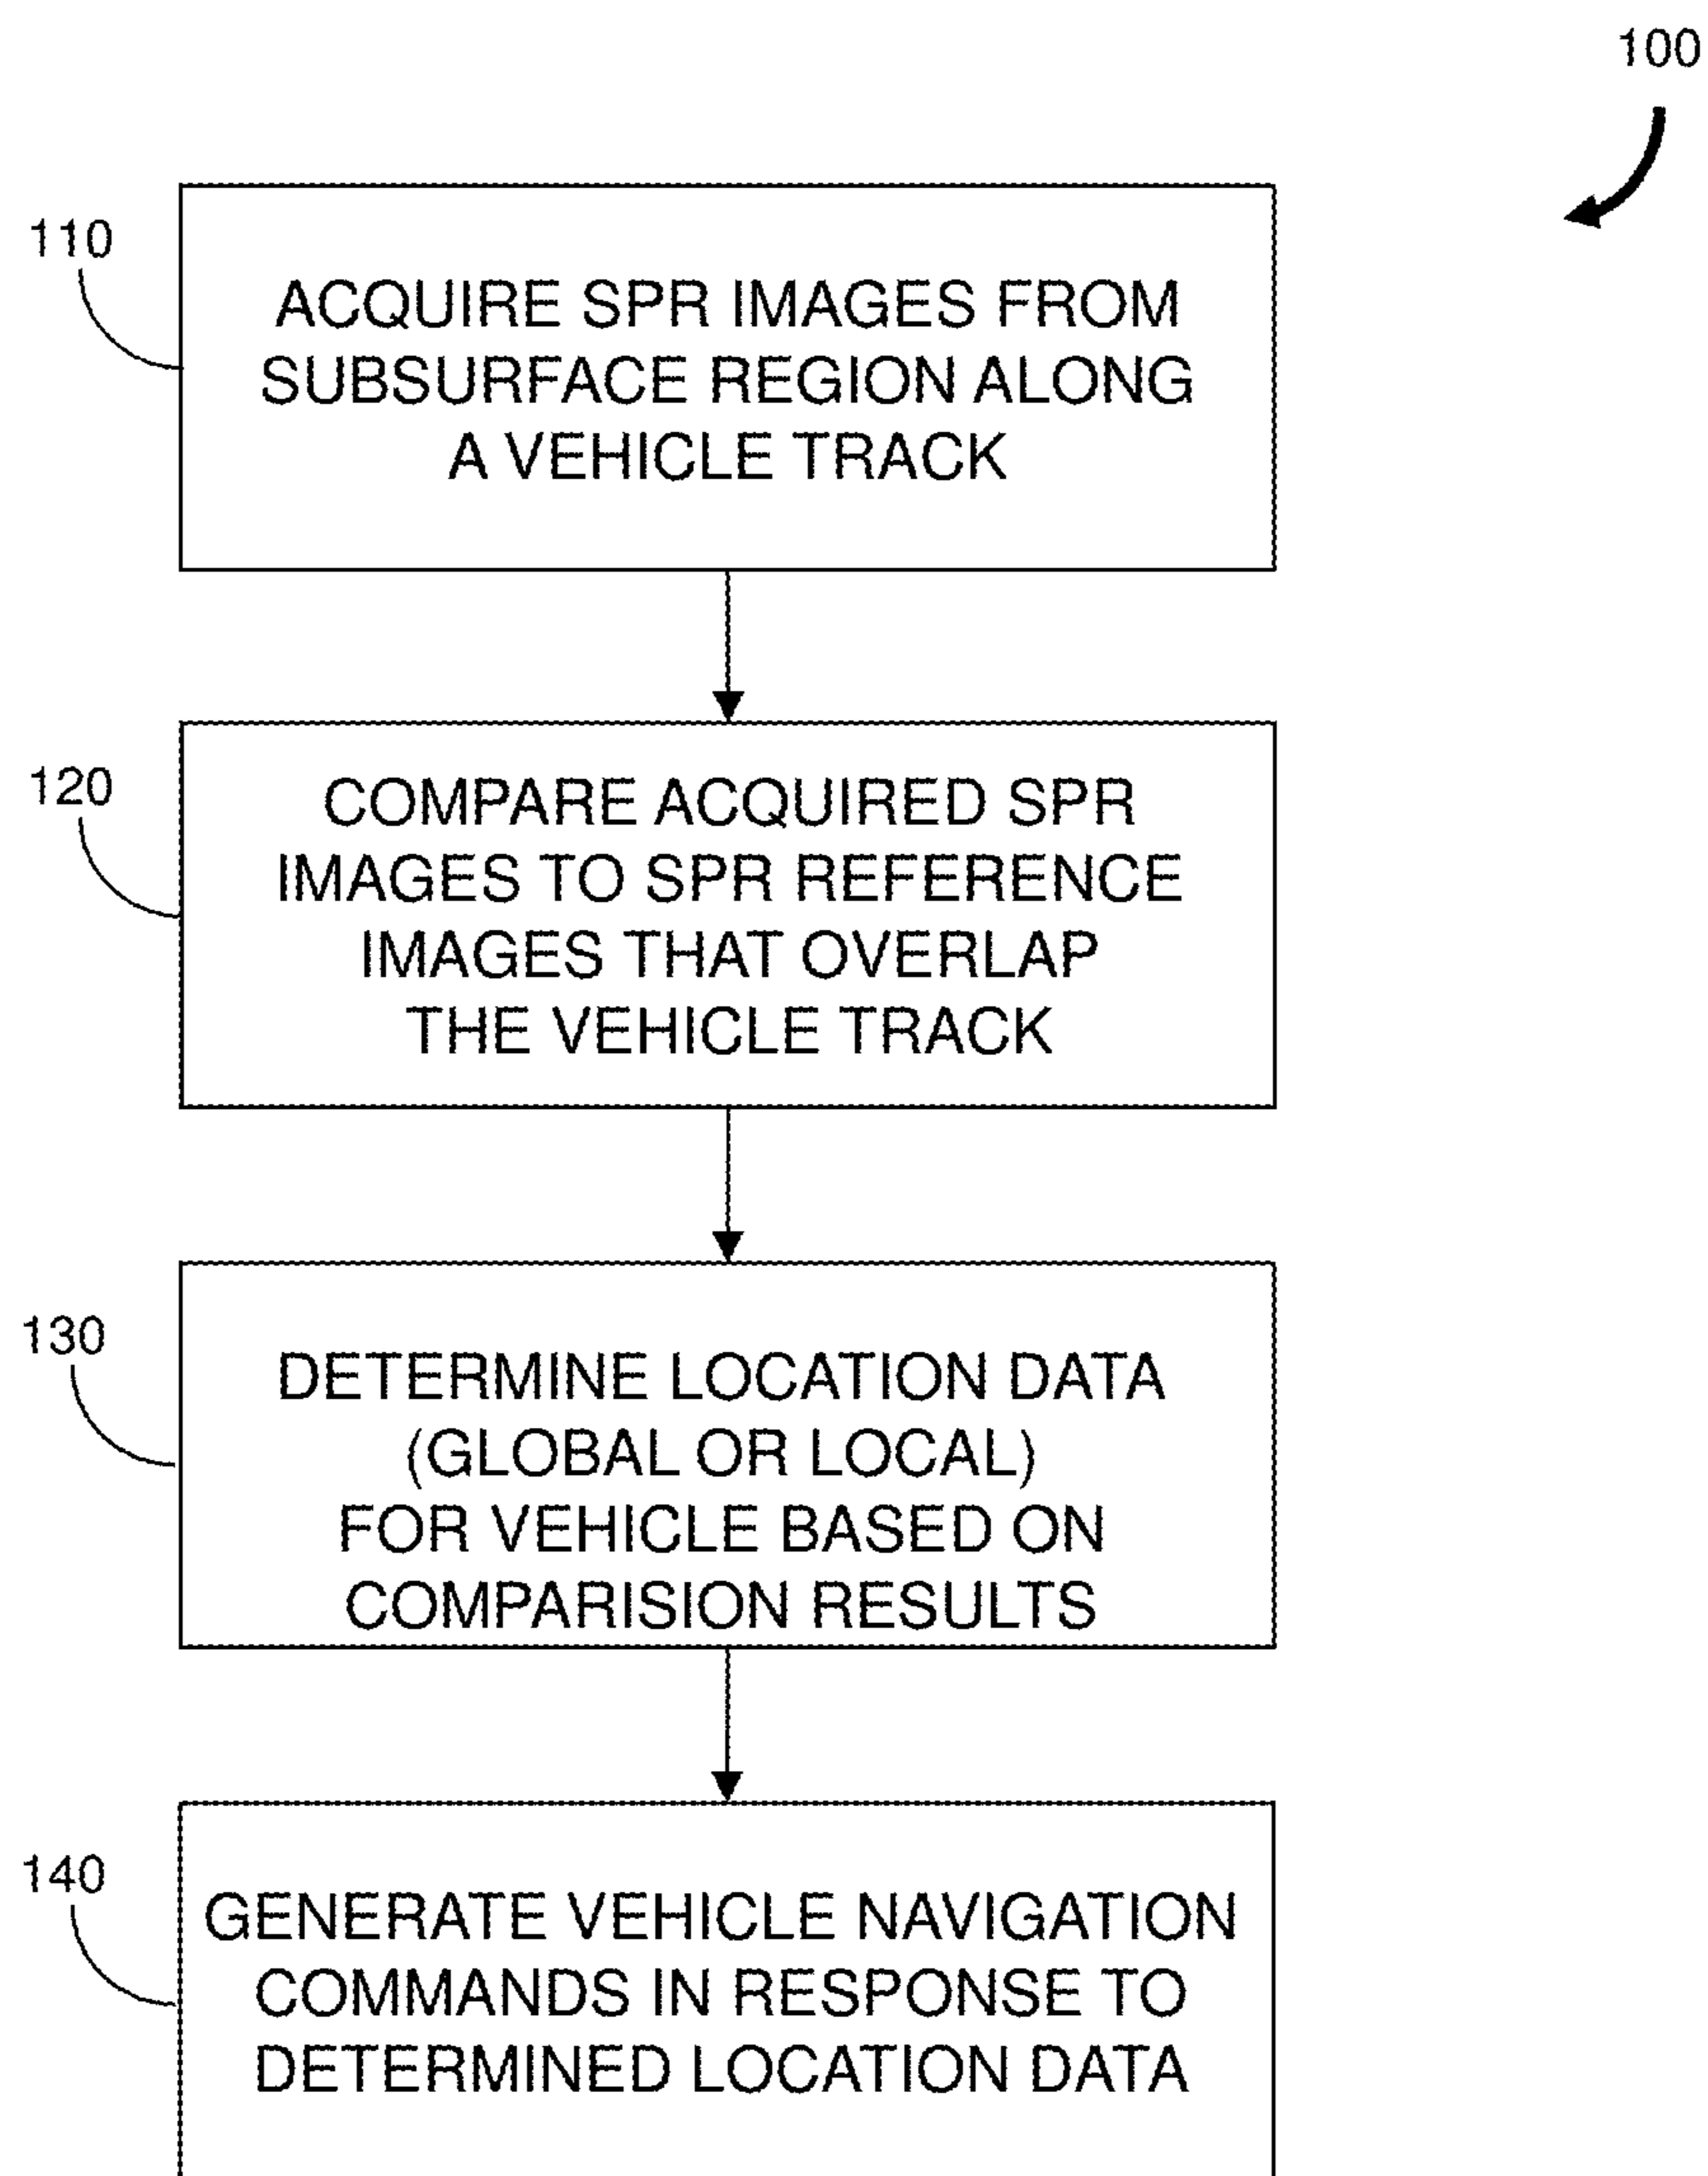 100
110
ACQUIRE SPR IMAGES FROM
SUBSURFACE REGION ALONG
A VEHICLE TRACK
120
COMPARE ACQUIRED SPR
IMAGES TO SPR REFERENCE
IMAGES THAT OVERLAP
THE VEHICLE TRACK
130
DETERMINE LOCATION DATA
(GLOBAL OR LOCAL)
FOR VEHICLE BASED ON
COMPARISION RESULTS
140
GENERATE VEHICLE NAVIGATION
COMMANDS IN RESPONSE TO
DETERMINED LOCATION DATA